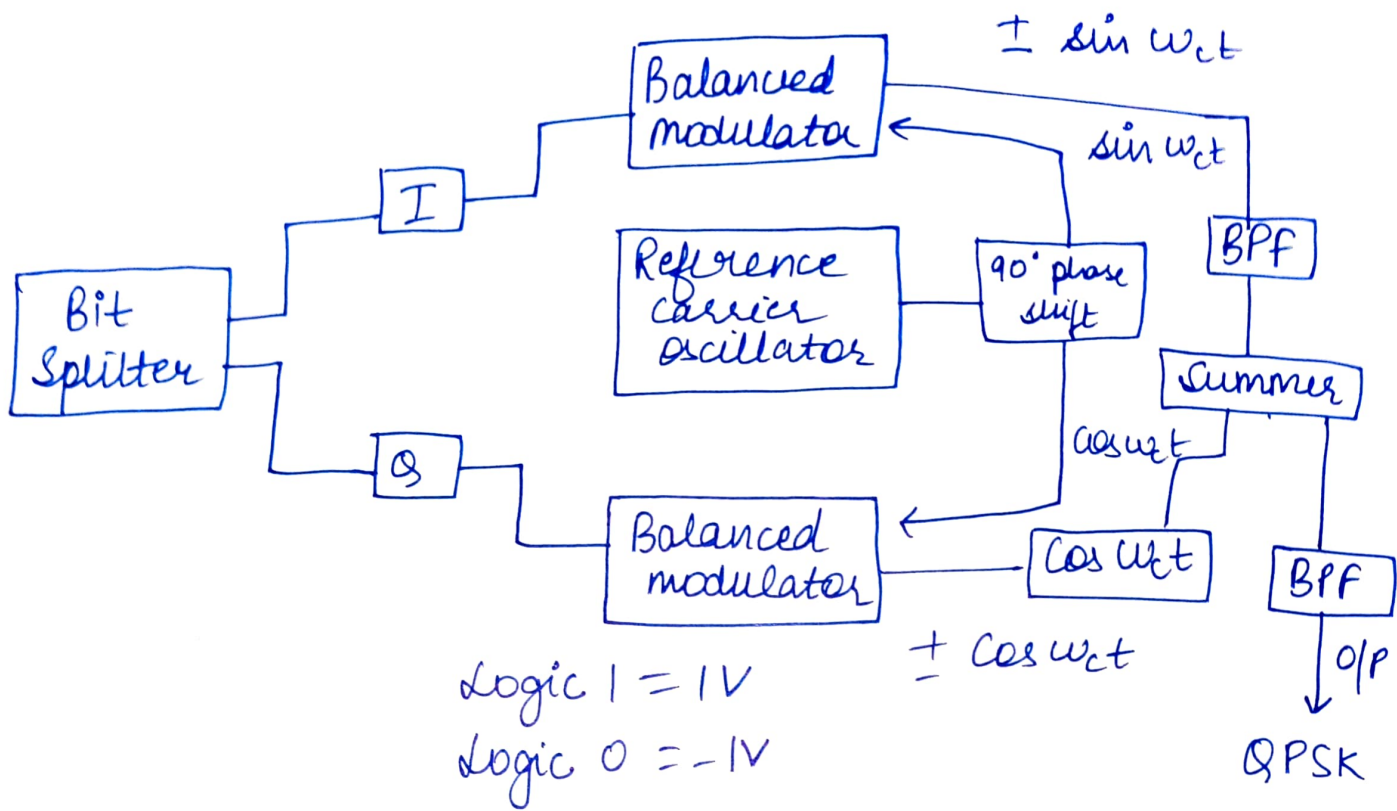 ± sin ωct
Balanced
modulator
sin ωct
I
BPF
Reference
carrier
oscillator
90° phase
shift
Bit
Splitter
Summer
cos ωct
Q
Balanced
modulator
Cos ωct
BPF
± Cos ωct
O/P
Logic 1 = 1V
Logic 0 = -1V
QPSK